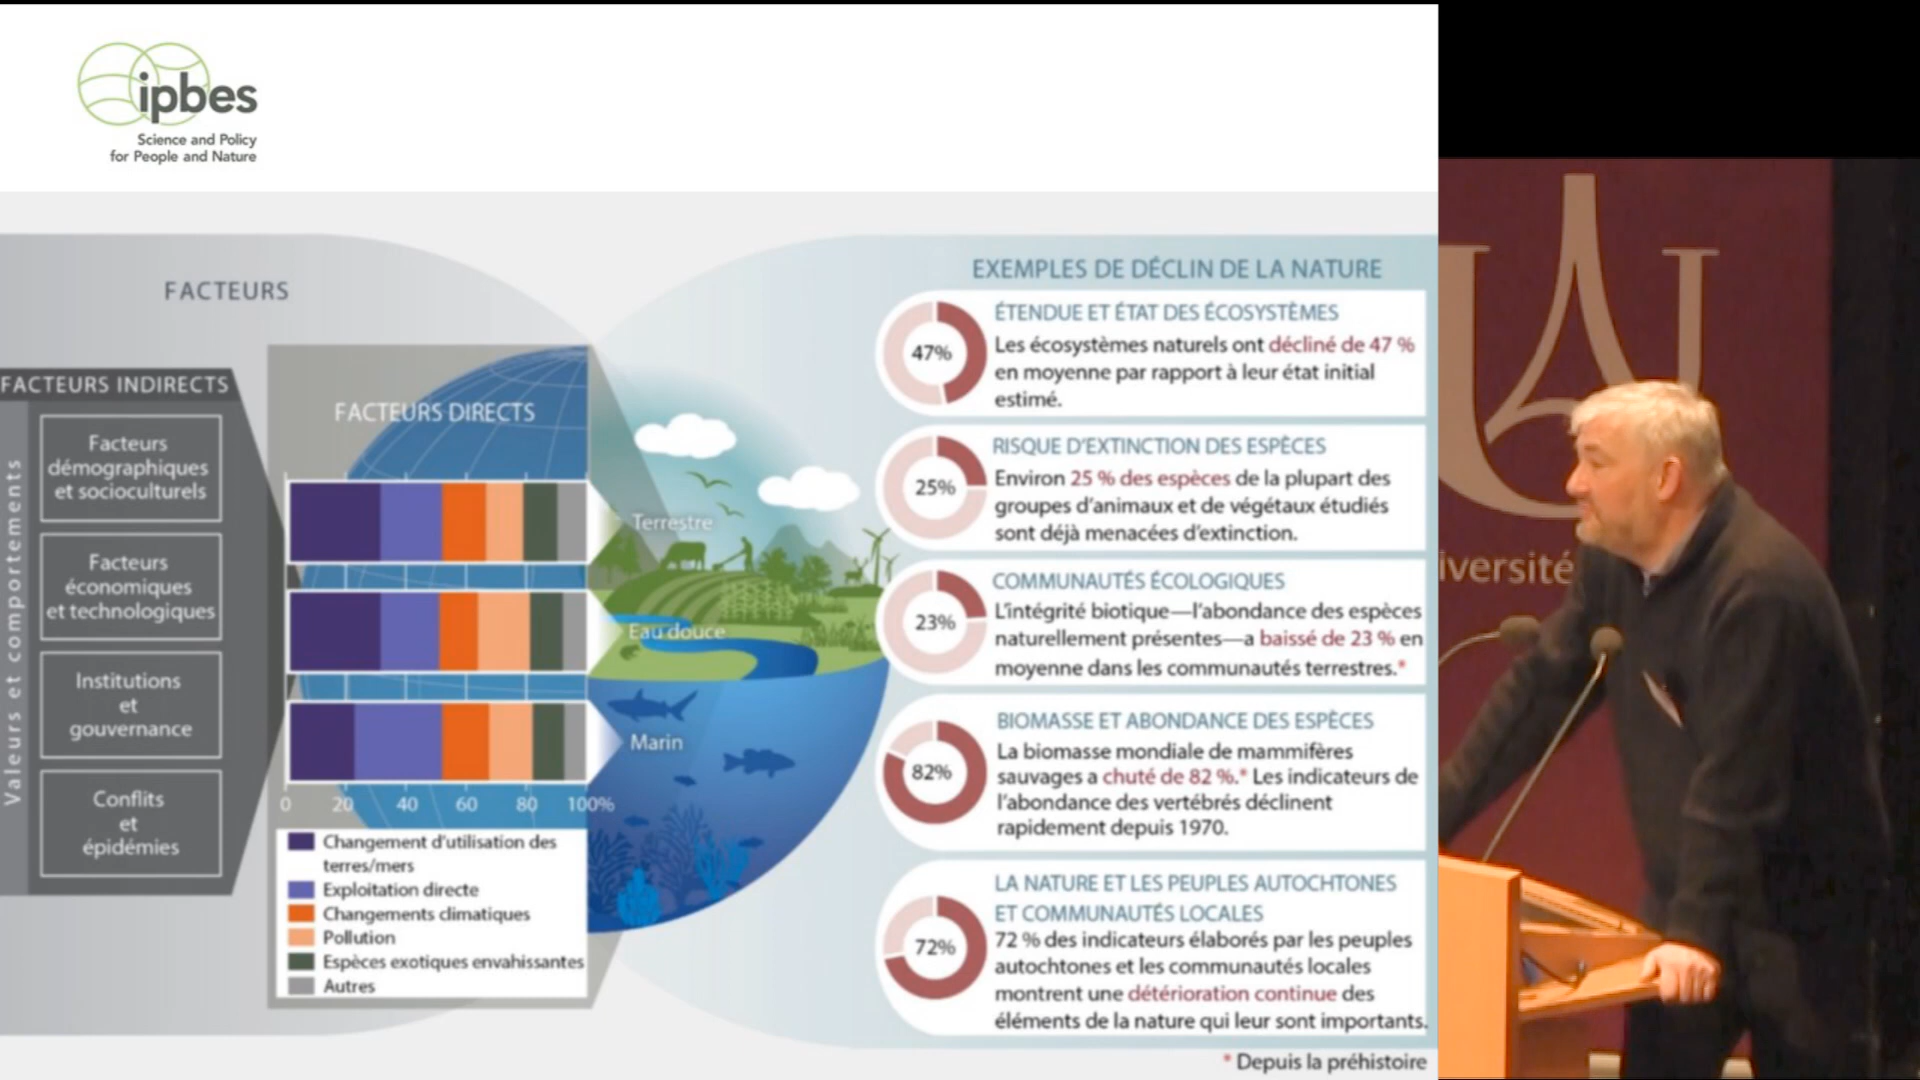 ipbes
Science and Policy
for People and Nature
FACTEURS
FACTEURS INDIRECTS
Valeurs et comportements
Facteurs
démographiques
et socioculturels
Facteurs
économiques
et technologiques
Institutions
et
gouvernance
Conflits
et
épidémies
FACTEURS DIRECTS
Terrestre
Eau douce
Marin
0 20 40 60 80 100%
Changement d'utilisation des
terres/mers
Exploitation directe
Changements climatiques
Pollution
Espèces exotiques envahissantes
Autres
EXEMPLES DE DÉCLIN DE LA NATURE
47%
ÉTENDUE ET ÉTAT DES ÉCOSYSTÈMES
Les écosystèmes naturels ont décliné de 47 %
en moyenne par rapport à leur état initial
estimé.
25%
RISQUE D'EXTINCTION DES ESPÈCES
Environ 25 % des espèces de la plupart des
groupes d'animaux et de végétaux étudiés
sont déjà menacées d'extinction.
23%
COMMUNAUTÉS ÉCOLOGIQUES
L'intégrité biotique—l'abondance des espèces
naturellement présentes—a baissé de 23 % en
moyenne dans les communautés terrestres.*
82%
BIOMASSE ET ABONDANCE DES ESPÈCES
La biomasse mondiale de mammifères
sauvages a chuté de 82 %.* Les indicateurs de
l'abondance des vertébrés déclinent
rapidement depuis 1970.
72%
LA NATURE ET LES PEUPLES AUTOCHTONES
ET COMMUNAUTÉS LOCALES
72 % des indicateurs élaborés par les peuples
autochtones et les communautés locales
montrent une détérioration continue des
éléments de la nature qui leur sont importants.
* Depuis la préhistoire
iversité